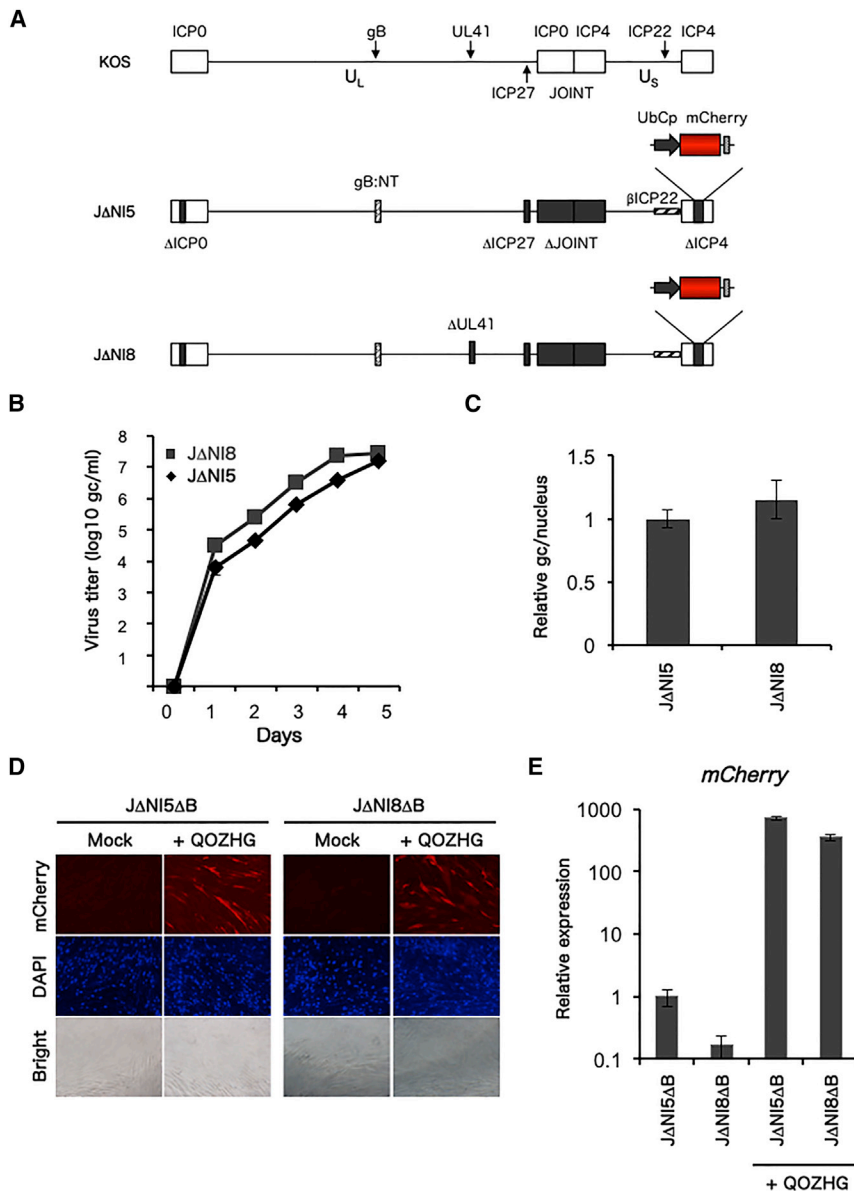 A
ICP0 gB UL41 ICP0 ICP4 ICP22 ICP4
KOS
UL ICP27 JOINT US
UbCp mCherry
gB:NT
βICP22
JΔNI5
ΔICP0 ΔICP27 ΔJOINT ΔICP4
ΔUL41
JΔNI8
B
Virus titer (log10 gc/ml)
8
7
6
5
4
3
2
1
JΔNI8
JΔNI5
0 1 2 3 4 5
Days
C
Relative gc/nucleus
1.5
1
0.5
0
JΔNI5
JΔNI8
D
JΔNI5ΔB JΔNI8ΔB
Mock + QOZHG Mock + QOZHG
mCherry
DAPI
Bright
E
mCherry
Relative expression
1000
100
10
1
0.1
JΔNI5ΔB
JΔNI8ΔB
JΔNI5ΔB
JΔNI8ΔB
+ QOZHG